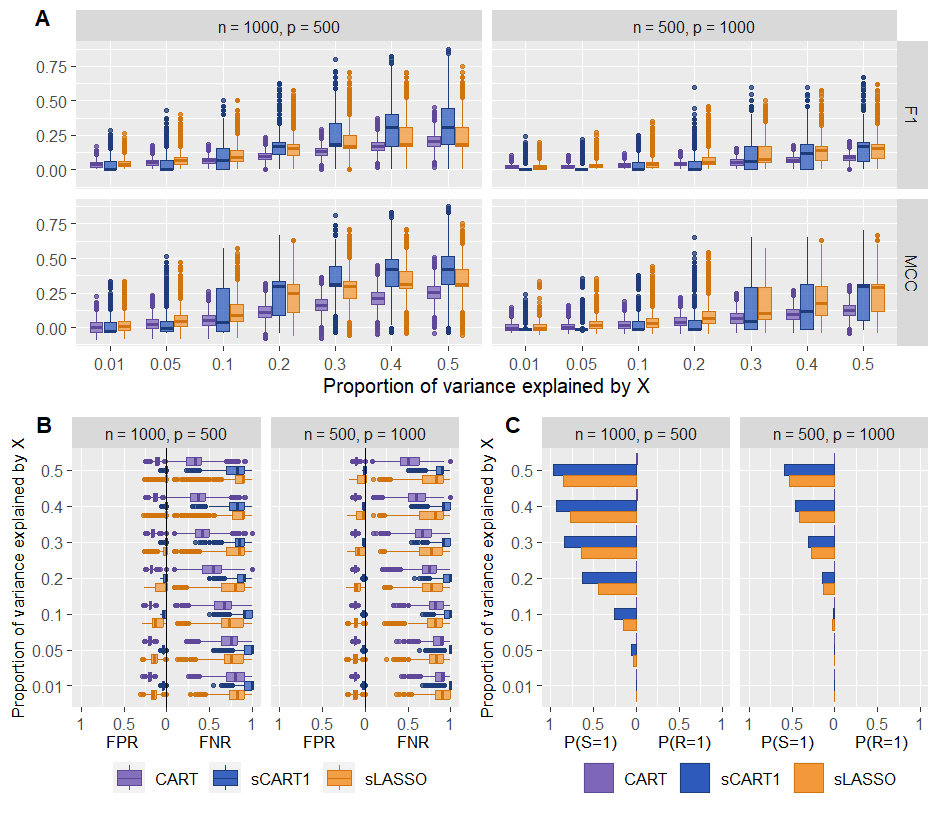 A
n = 1000, p = 500
n = 500, p = 1000
0.75
0.50
0.25
0.00
F1
0.75
0.50
0.25
0.00
MCC
0.01 0.05 0.1 0.2 0.3 0.4 0.5
0.01 0.05 0.1 0.2 0.3 0.4 0.5
Proportion of variance explained by X
B
n = 1000, p = 500
n = 500, p = 1000
Proportion of variance explained by X
0.5
0.4
0.3
0.2
0.1
0.05
0.01
1 0.5 0 0.5 1
1 0.5 0 0.5 1
FPR FNR
FPR FNR
CART sCART1 sLASSO
C
n = 1000, p = 500
n = 500, p = 1000
Proportion of variance explained by X
0.5
0.4
0.3
0.2
0.1
0.05
0.01
1 0.5 0 0.5 1
1 0.5 0 0.5 1
P(S=1) P(R=1)
P(S=1) P(R=1)
CART sCART1 sLASSO